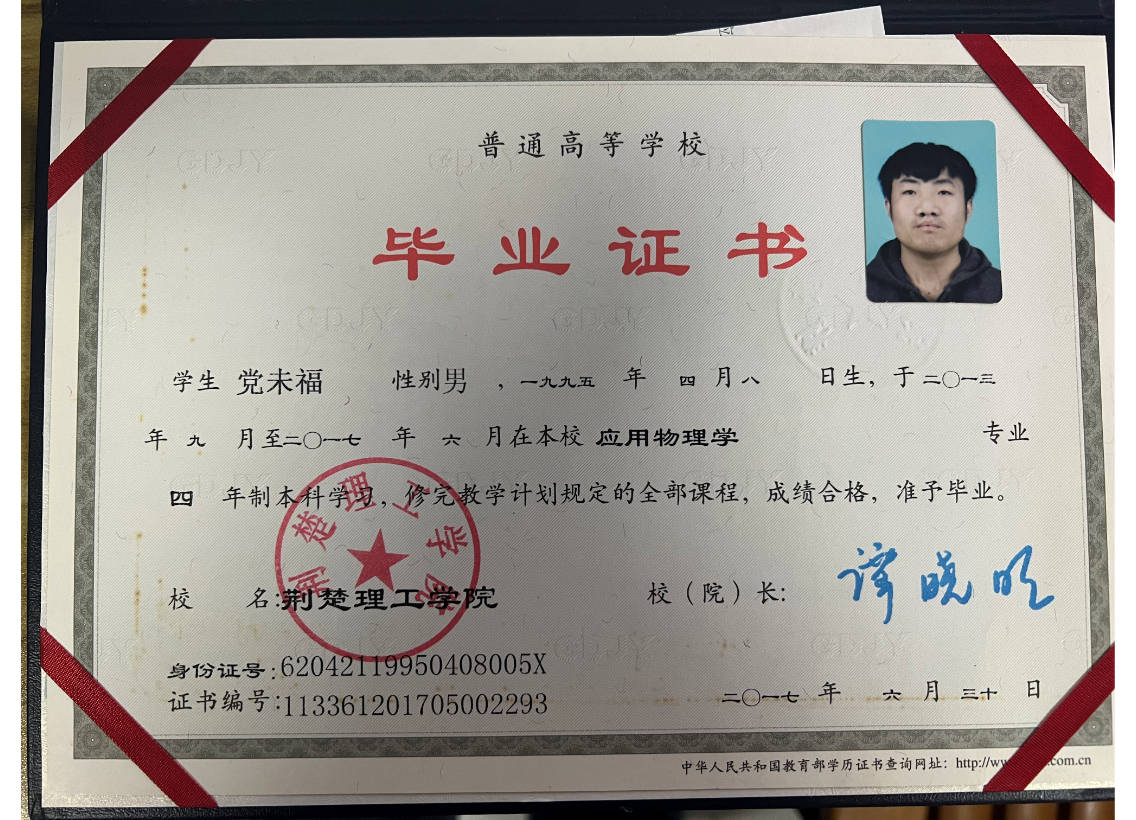 普通高等学校
毕业证书
学生 党未福 性别男 ，一九九五 年 四 月八 日生，于二〇一三
年 九 月至二〇一七 年 六 月在本校 应用物理学 专业
四 年制本科学习，修完教学计划规定的全部课程，成绩合格，准予毕业。
荆楚理工学院
校 名:荆楚理工学院 校（院）长: 谭晓明
身份证号:62042119950408005X
证书编号:113361201705002293
二〇一七 年 六 月 三十 日
中华人民共和国教育部学历证书查询网址：http://ww .com.cn